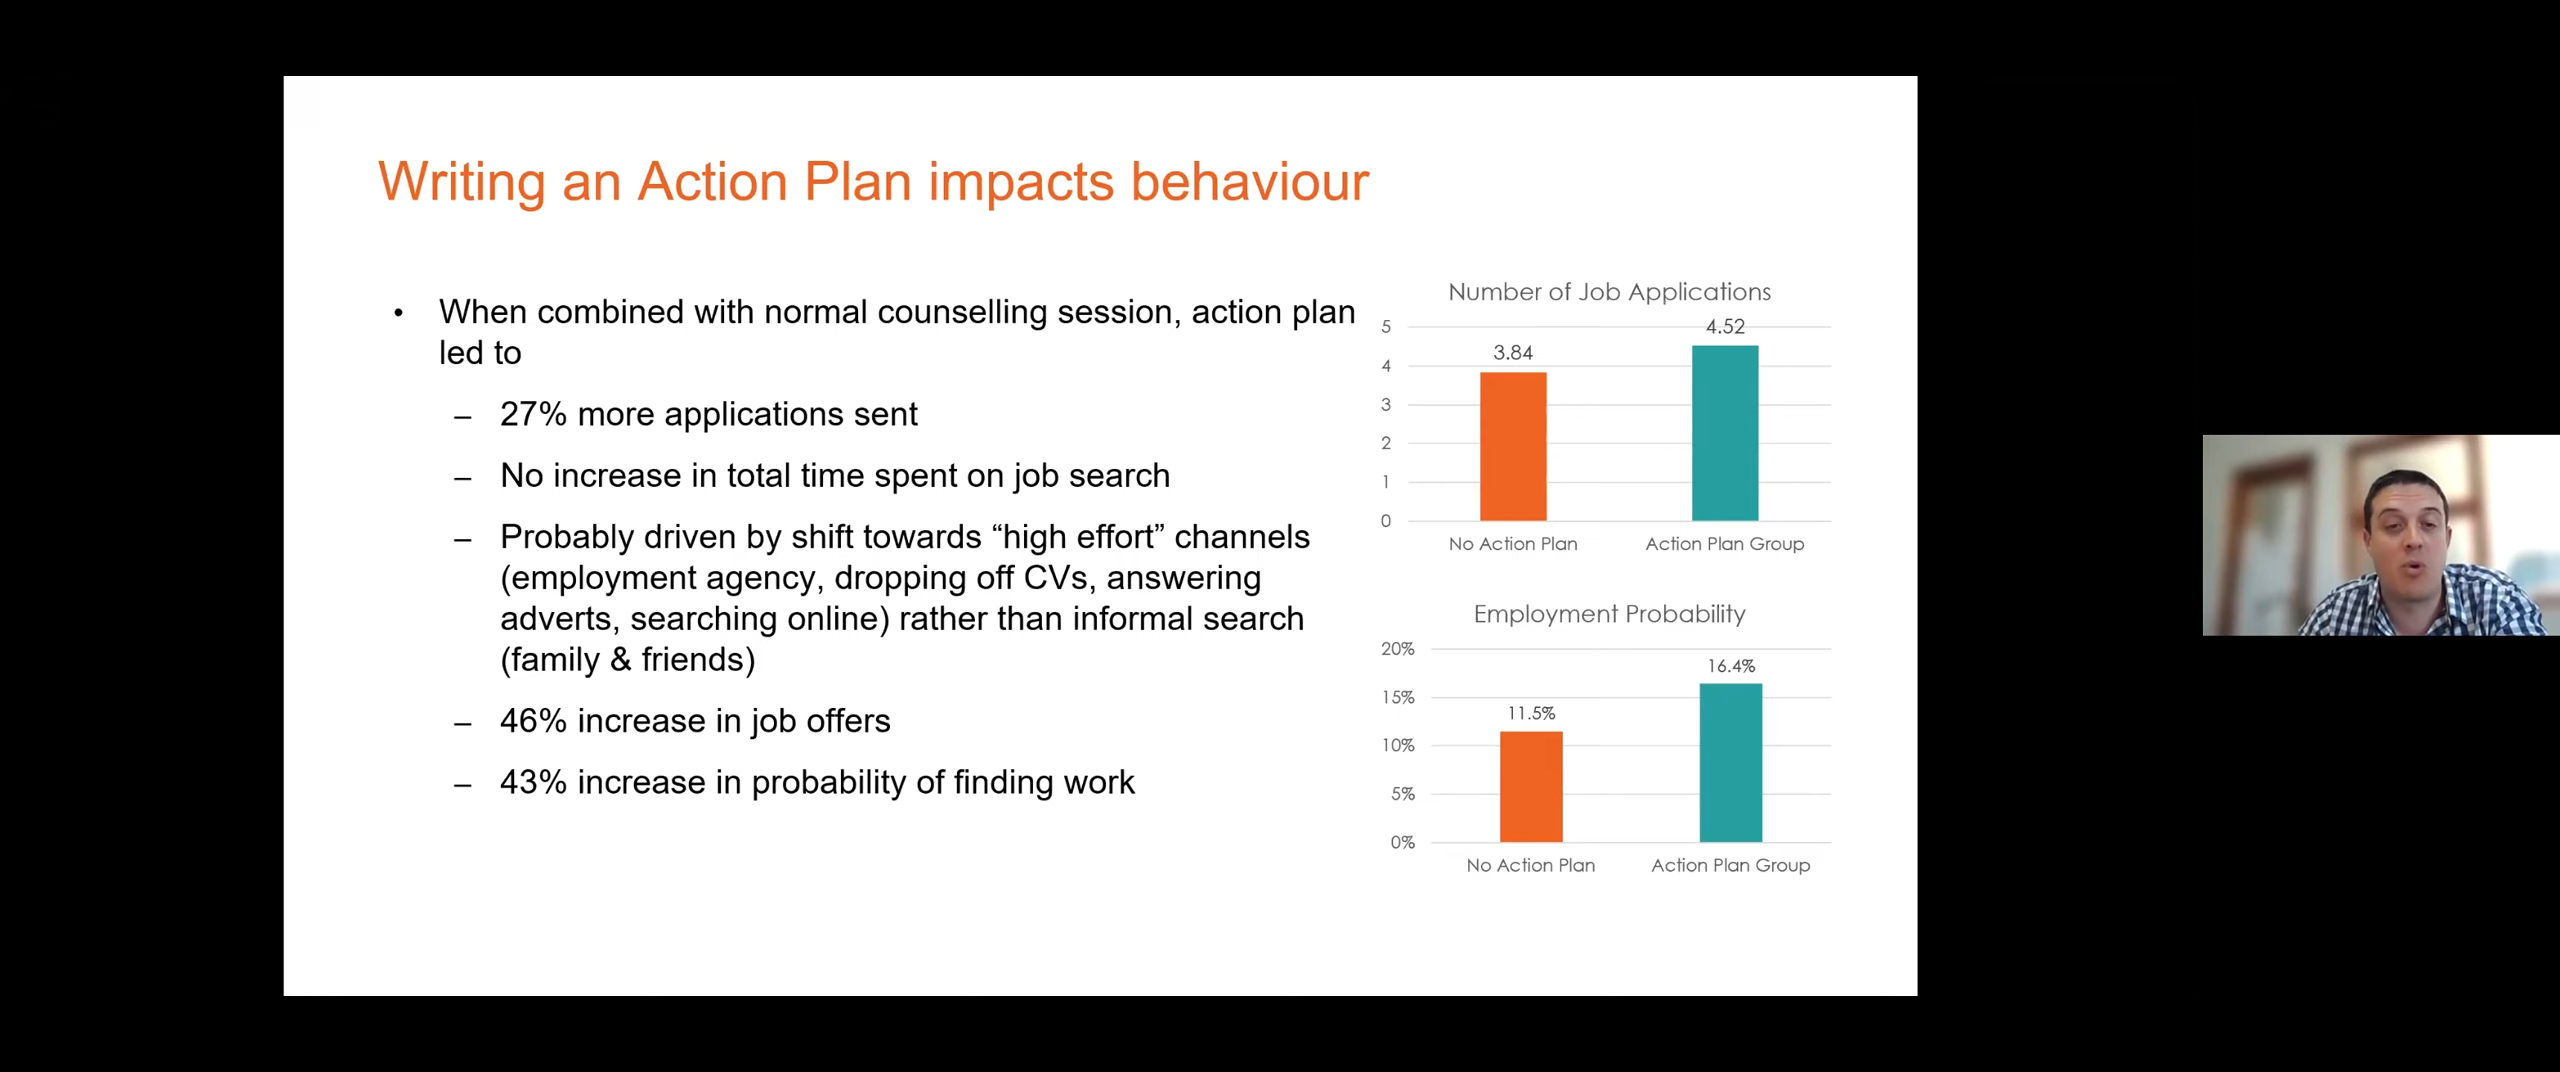 Writing an Action Plan impacts behaviour
• When combined with normal counselling session, action plan
led to
– 27% more applications sent
– No increase in total time spent on job search
– Probably driven by shift towards “high effort” channels
(employment agency, dropping off CVs, answering
adverts, searching online) rather than informal search
(family & friends)
– 46% increase in job offers
– 43% increase in probability of finding work
Number of Job Applications
5
4
3
2
1
0
3.84
4.52
No Action Plan
Action Plan Group
Employment Probability
20%
15%
10%
5%
0%
11.5%
16.4%
No Action Plan
Action Plan Group